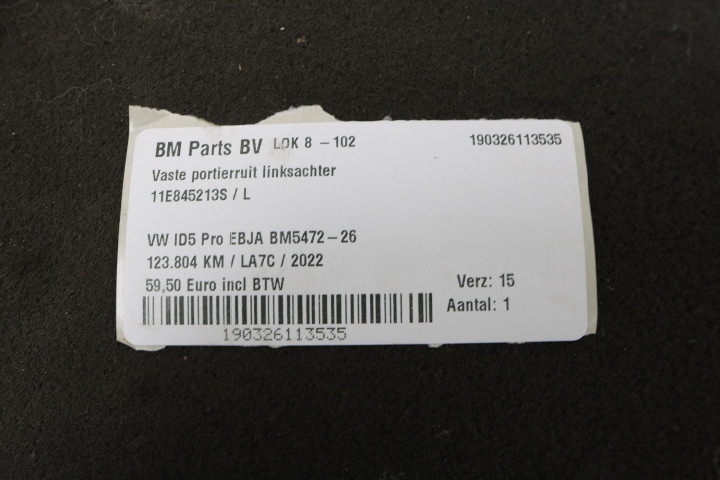 BM Parts BV LOK 8 - 102 190326113535
Vaste portierruit linksachter
11E845213S / L
VW ID5 Pro EBJA BM5472-26
123.804 KM / LA7C / 2022
59,50 Euro incl BTW Verz: 15
Aantal: 1
190326113535